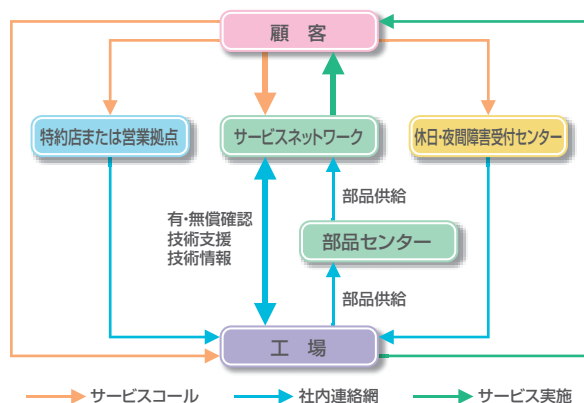 顧 客
特約店または営業拠点
サービスネットワーク
休日・夜間障害受付センター
部品供給
有・無償確認
技術支援
技術情報
部品センター
部品供給
工 場
サービスコール
社内連絡網
サービス実施